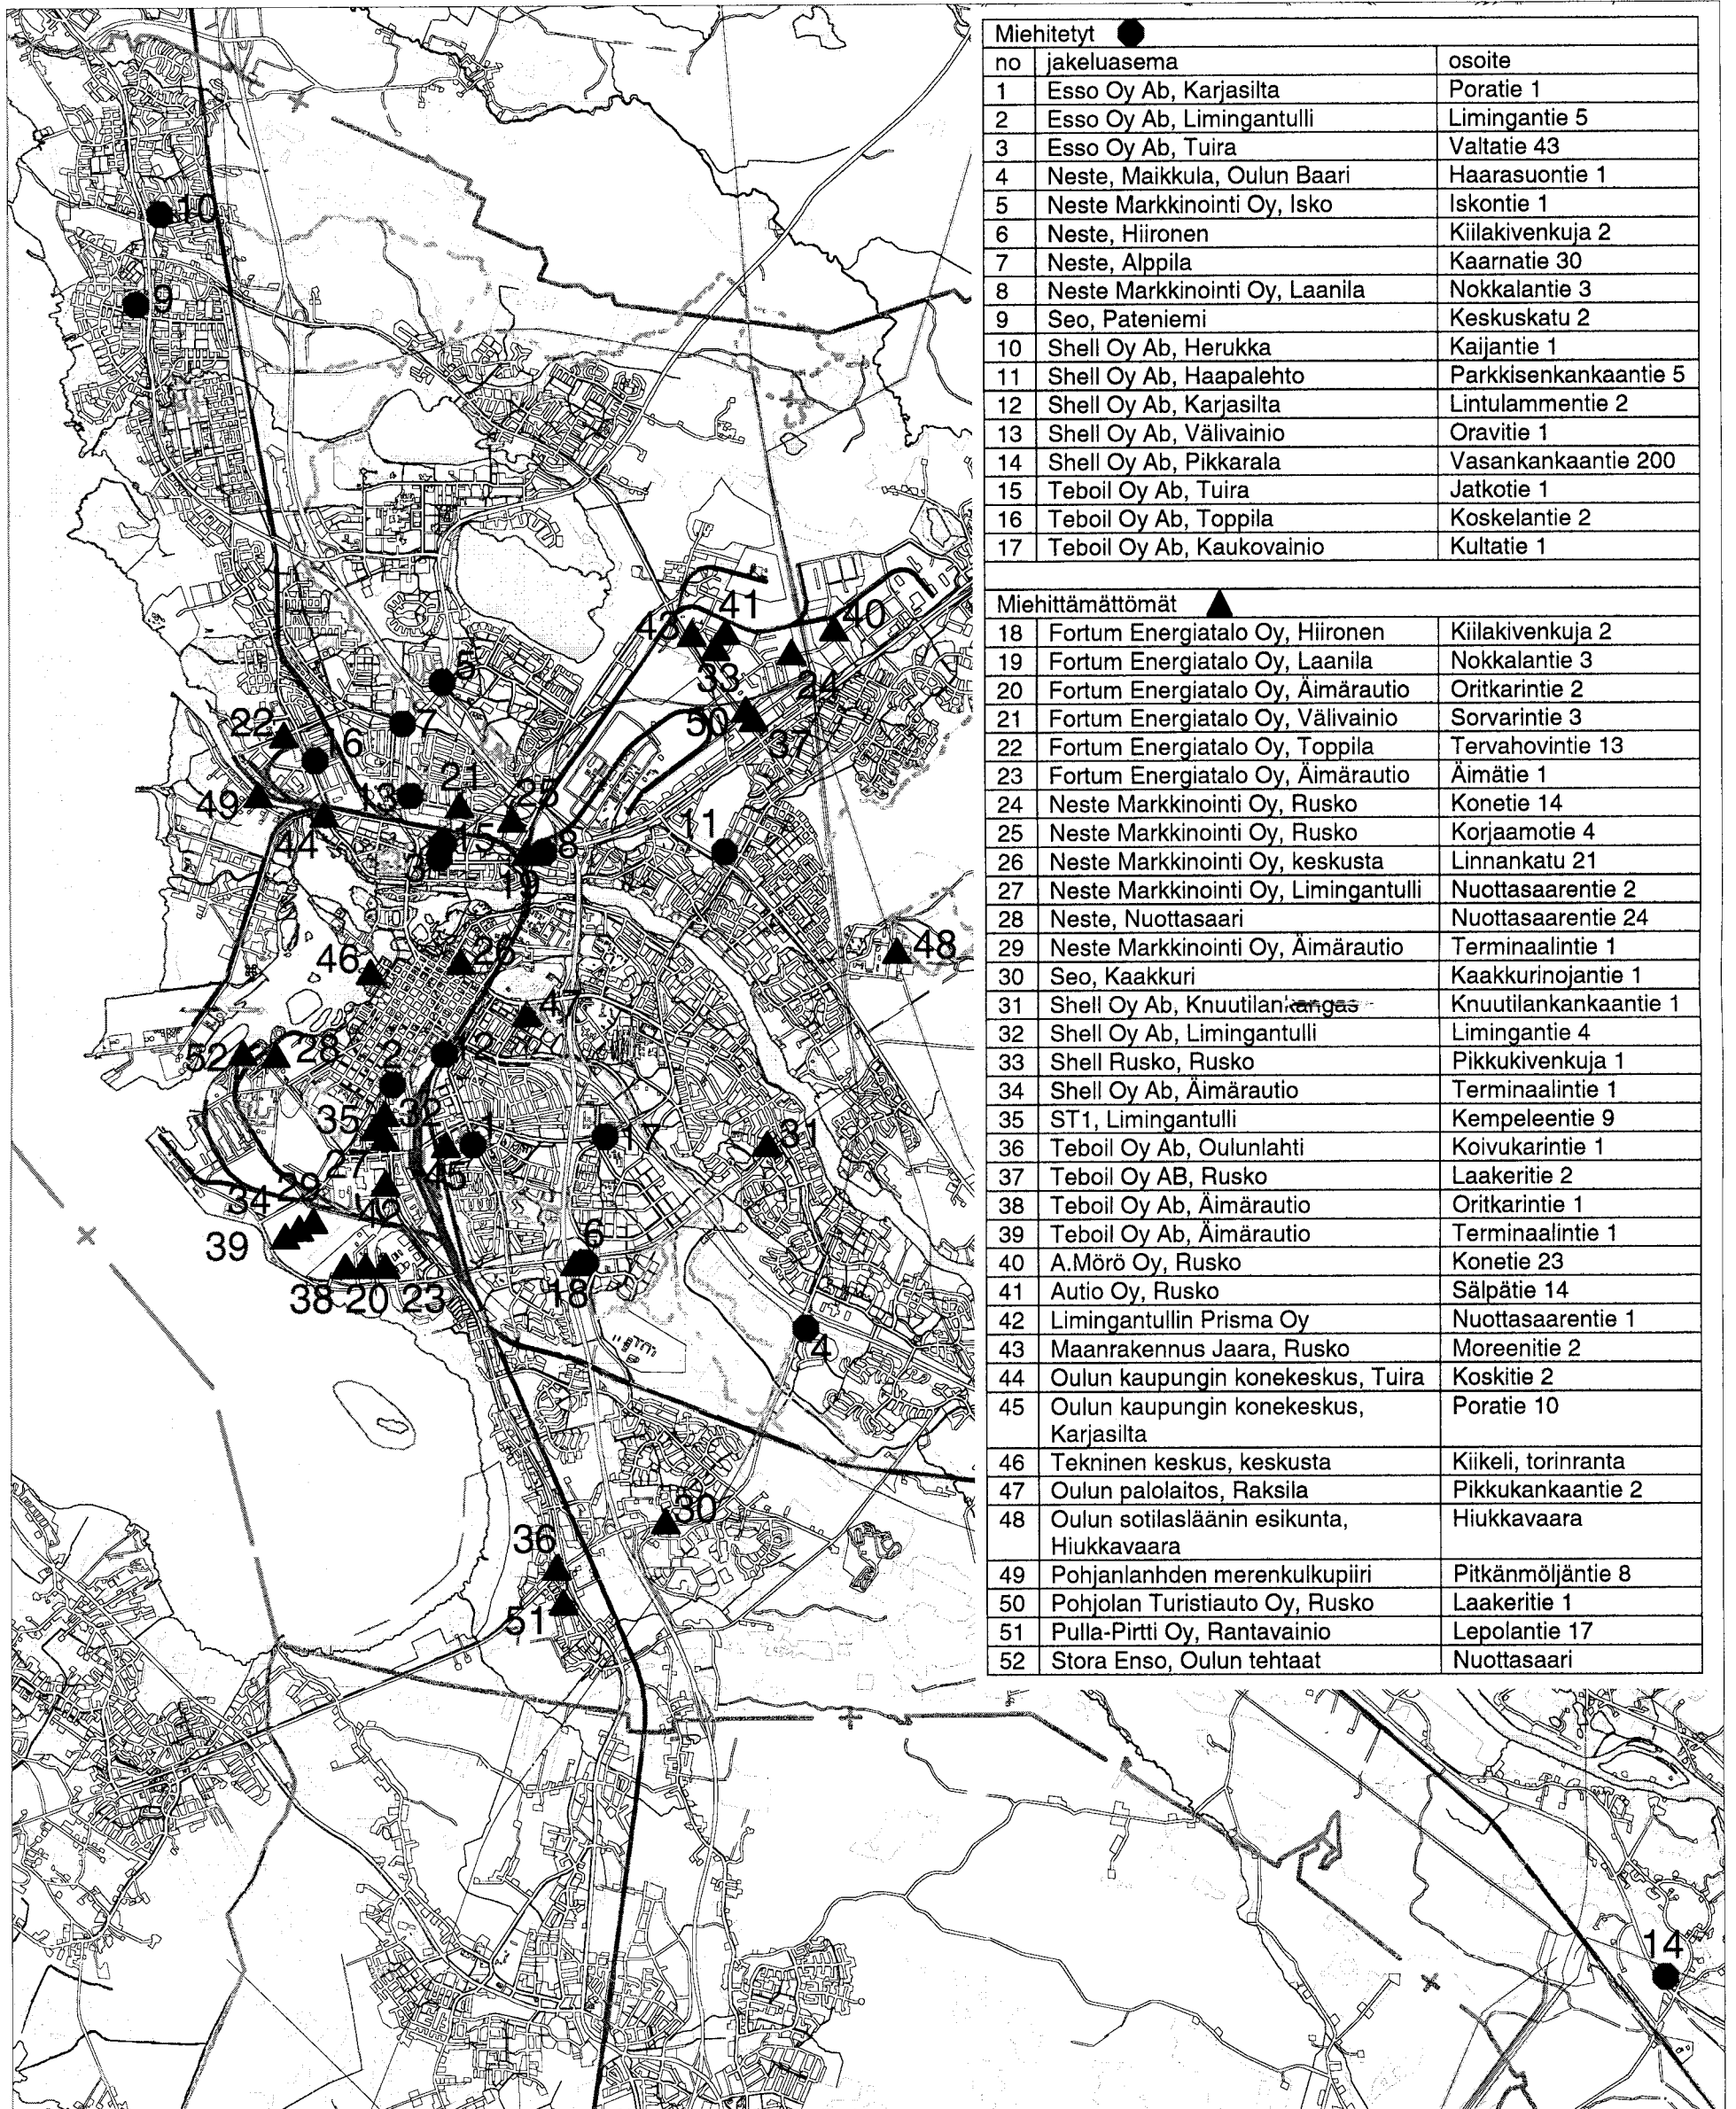 Miehitetyt
no jakeluasema osoite
1 Esso Oy Ab, Karjasilta Poratie 1
2 Esso Oy Ab, Limingantulli Limingantie 5
3 Esso Oy Ab, Tuira Valtatie 43
4 Neste, Maikkula, Oulun Baari Haarasuontie 1
5 Neste Markkinointi Oy, Isko Iskontie 1
6 Neste, Hiironen Kiilakivenkuja 2
7 Neste, Alppila Kaarnatie 30
8 Neste Markkinointi Oy, Laanila Nokkalantie 3
9 Seo, Pateniemi Keskuskatu 2
10 Shell Oy Ab, Herukka Kaijantie 1
11 Shell Oy Ab, Haapalehto Parkkisenkankaantie 5
12 Shell Oy Ab, Karjasilta Lintulammentie 2
13 Shell Oy Ab, Välivainio Oravitie 1
14 Shell Oy Ab, Pikkarala Vasankankaantie 200
15 Teboil Oy Ab, Tuira Jatkotie 1
16 Teboil Oy Ab, Toppila Koskelantie 2
17 Teboil Oy Ab, Kaukovainio Kultatie 1
Miehittämättömät
18 Fortum Energiatalo Oy, Hiironen Kiilakivenkuja 2
19 Fortum Energiatalo Oy, Laanila Nokkalantie 3
20 Fortum Energiatalo Oy, Äimärautio Oritkarintie 2
21 Fortum Energiatalo Oy, Välivainio Sorvarintie 3
22 Fortum Energiatalo Oy, Toppila Tervahovintie 13
23 Fortum Energiatalo Oy, Äimärautio Äimätie 1
24 Neste Markkinointi Oy, Rusko Konetie 14
25 Neste Markkinointi Oy, Rusko Korjaamotie 4
26 Neste Markkinointi Oy, keskusta Linnankatu 21
27 Neste Markkinointi Oy, Limingantulli Nuottasaarentie 2
28 Neste, Nuottasaari Nuottasaarentie 24
29 Neste Markkinointi Oy, Äimärautio Terminaalintie 1
30 Seo, Kaakkuri Kaakkurinojantie 1
31 Shell Oy Ab, Knuutilankangas Knuutilankankaantie 1
32 Shell Oy Ab, Limingantulli Limingantie 4
33 Shell Rusko, Rusko Pikkukivenkuja 1
34 Shell Oy Ab, Äimärautio Terminaalintie 1
35 ST1, Limingantulli Kempeleentie 9
36 Teboil Oy Ab, Oulunlahti Koivukarintie 1
37 Teboil Oy AB, Rusko Laakeritie 2
38 Teboil Oy Ab, Äimärautio Oritkarintie 1
39 Teboil Oy Ab, Äimärautio Terminaalintie 1
40 A.Mörö Oy, Rusko Konetie 23
41 Autio Oy, Rusko Sälpätie 14
42 Limingantullin Prisma Oy Nuottasaarentie 1
43 Maanrakennus Jaara, Rusko Moreenitie 2
44 Oulun kaupungin konekeskus, Tuira Koskitie 2
45 Oulun kaupungin konekeskus, Poratie 10
Karjasilta
46 Tekninen keskus, keskusta Kiikeli, torinranta
47 Oulun palolaitos, Raksila Pikkukankaantie 2
48 Oulun sotilasläänin esikunta, Hiukkavaara
Hiukkavaara
49 Pohjanlanhden merenkulkupiiri Pitkänmöljäntie 8
50 Pohjolan Turistiauto Oy, Rusko Laakeritie 1
51 Pulla-Pirtti Oy, Rantavainio Lepolantie 17
52 Stora Enso, Oulun tehtaat Nuottasaari
10
9
41
43
40
33
24
5
50
37
7
22
16
13
21
25
49
44
15
3
8
19
11
46
26
48
47
52
28
12
2
32
35
1
17
31
27
45
29
34
42
39
6
38 20 23
18
4
30
36
51
14